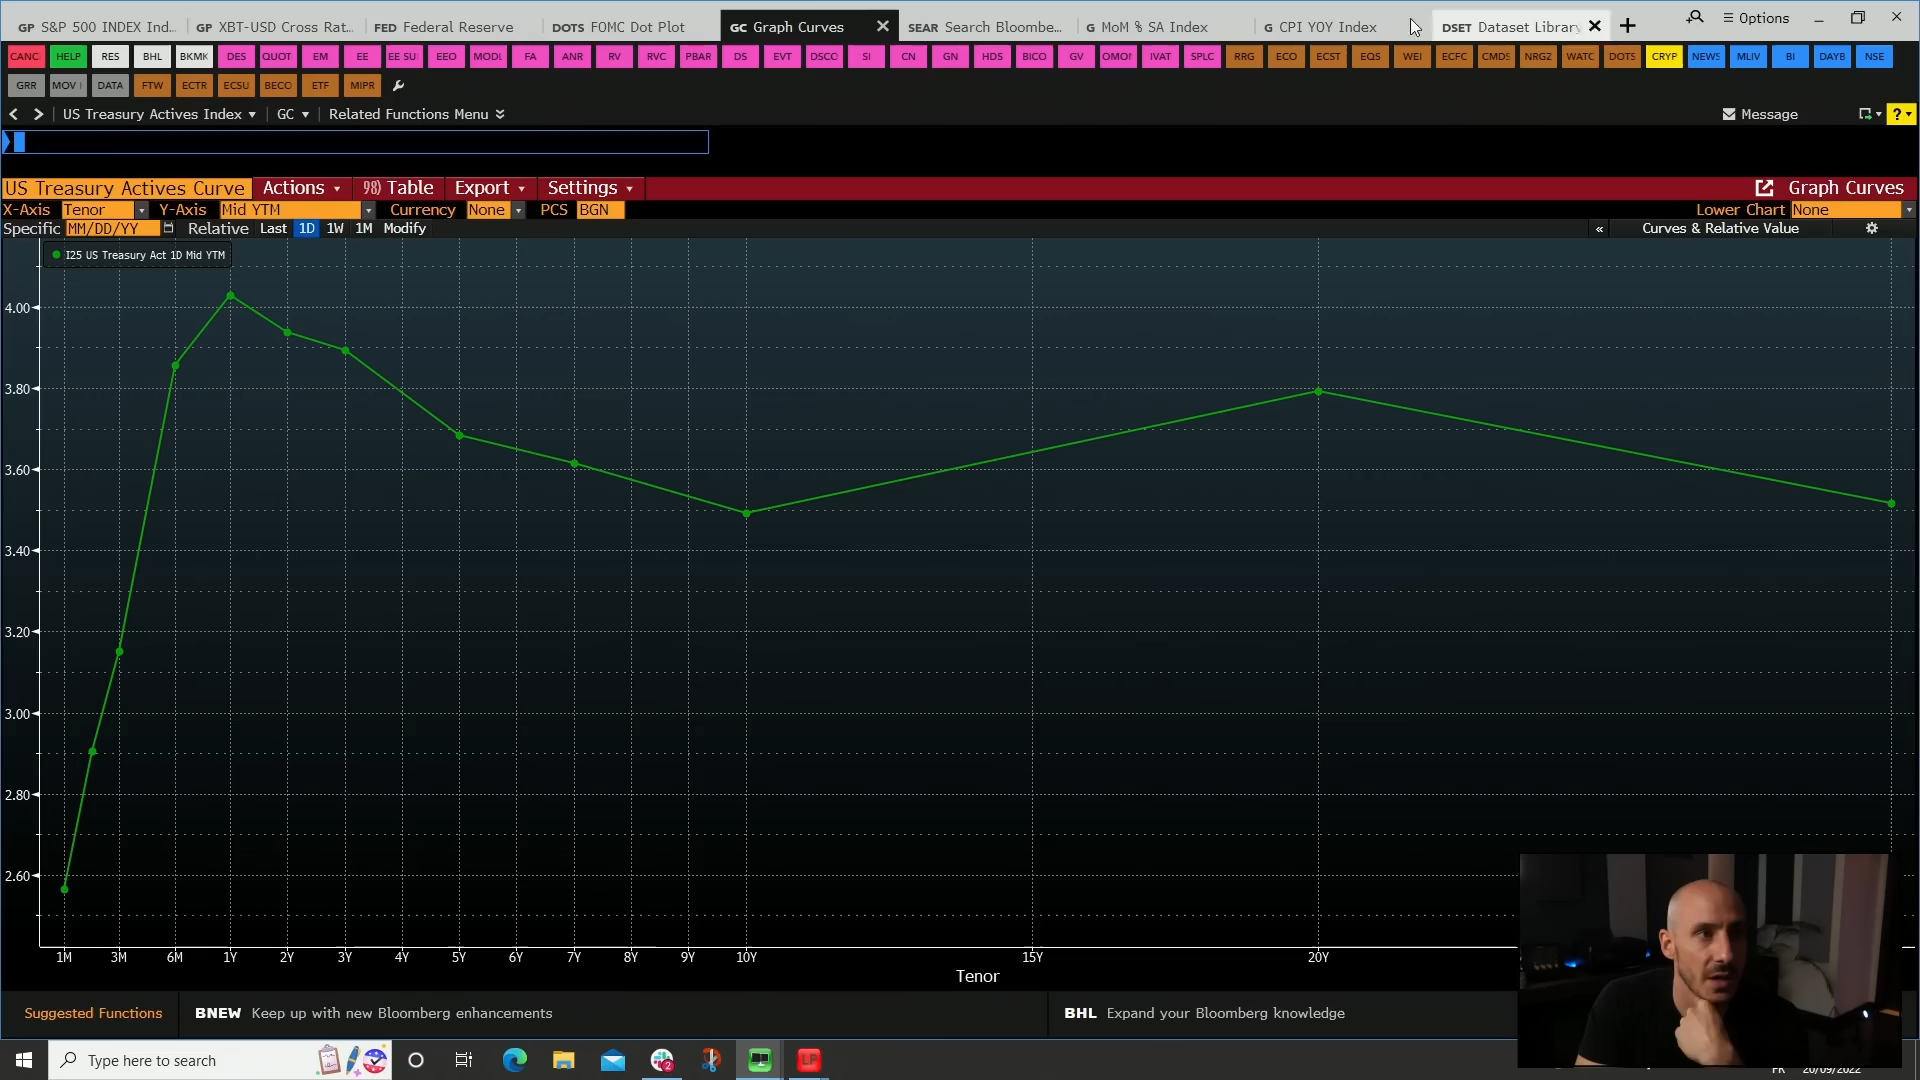 GP S&P 500 INDEX Ind... GP XBT-USD Cross Rat... FED Federal Reserve DOTS FOMC Dot Plot GC Graph Curves SEAR Search Bloombe... G MoM % SA Index G CPI YOY Index DSET Dataset Library Options
CANC HELP RES BHL BKMK DES QUOT EM EE EE SU EEO MODL FA ANR RV RVC PBAR DS EVT DSCO SI CN GN HDS BICO GV OMON IVAT SPLC RRG ECO ECST EQS WEI ECFC CMDS NRGZ WATC DOTS CRYP NEWS MLIV BI DAYB NSE
GRR MOV DATA FTW ECTR ECSU BECO ETF MIPR
US Treasury Actives Index GC Related Functions Menu Message ?
US Treasury Actives Curve Actions 98) Table Export Settings Graph Curves
X-Axis Tenor Y-Axis Mid YTM Currency None PCS BGN Lower Chart None
Specific MM/DD/YY Relative Last 1D 1W 1M Modify « Curves & Relative Value
I25 US Treasury Act 1D Mid YTM
4.00
3.80
3.60
3.40
3.20
3.00
2.80
2.60
1M 3M 6M 1Y 2Y 3Y 4Y 5Y 6Y 7Y 8Y 9Y 10Y 15Y 20Y
Tenor
Suggested Functions BNEW Keep up with new Bloomberg enhancements BHL Expand your Bloomberg knowledge
Type here to search 2 LP FR 20/09/2022